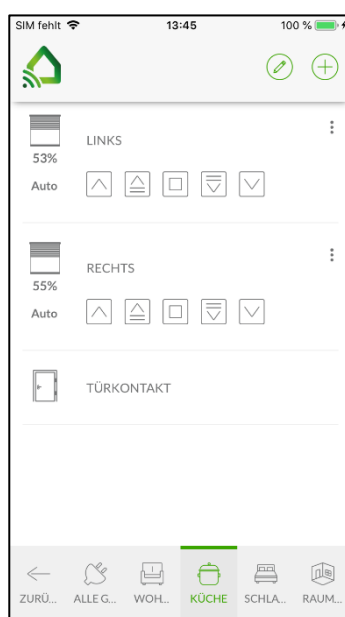 SIM fehlt 13:45 100 %
LINKS
53%
Auto
RECHTS
55%
Auto
TÜRKONTAKT
ZURÜ... ALLE G... WOH... KÜCHE SCHLA... RAUM...